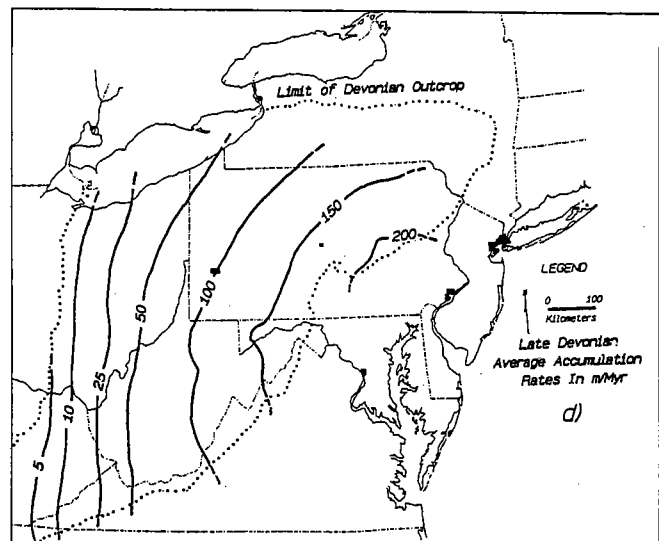 Limit of Devonian Outcrop
150
200
100
50
25
10
5
LEGEND
0 100
Kilometers
Late Devonian
Average Accumulation
Rates In m/Myr
d)